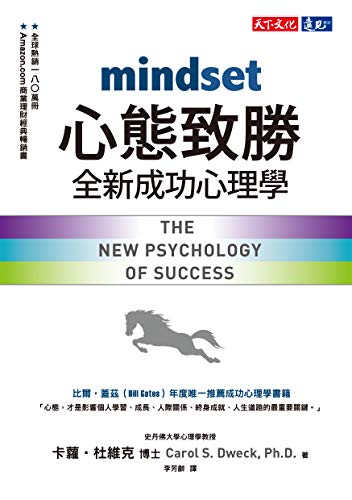 天下文化
遠見
★全球熱銷一八〇萬冊
★Amazon.com商業理財經典暢銷書
mindset
心態致勝
全新成功心理學
THE
NEW PSYCHOLOGY
OF SUCCESS
比爾・蓋茲（Bill Gates）年度唯一推薦成功心理學書籍
「心態，才是影響個人學習、成長、人際關係、終身成就、人生道路的最重要關鍵。」
史丹佛大學心理學教授
卡蘿・杜維克 博士 Carol S. Dweck, Ph.D. 著
李芳齡 譯